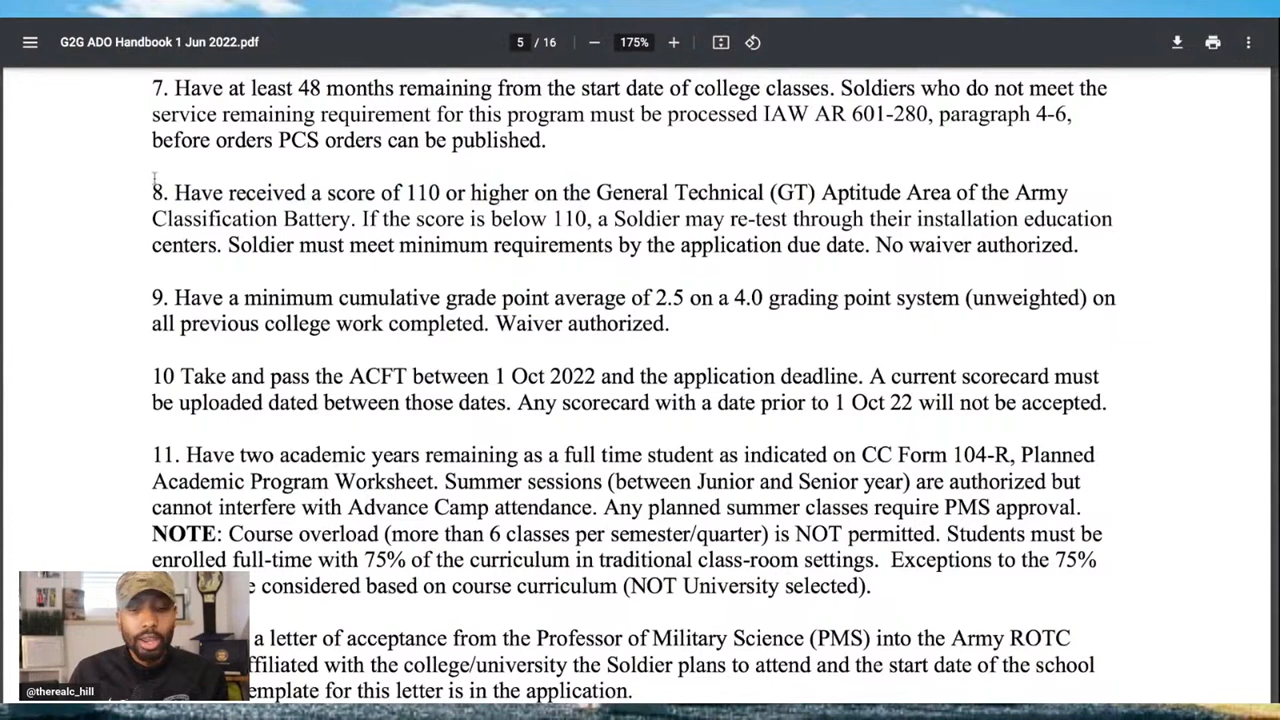 G2G ADO Handbook 1 Jun 2022.pdf
5 / 16
175%
7. Have at least 48 months remaining from the start date of college classes. Soldiers who do not meet the
service remaining requirement for this program must be processed IAW AR 601-280, paragraph 4-6,
before orders PCS orders can be published.
8. Have received a score of 110 or higher on the General Technical (GT) Aptitude Area of the Army
Classification Battery. If the score is below 110, a Soldier may re-test through their installation education
centers. Soldier must meet minimum requirements by the application due date. No waiver authorized.
9. Have a minimum cumulative grade point average of 2.5 on a 4.0 grading point system (unweighted) on
all previous college work completed. Waiver authorized.
10 Take and pass the ACFT between 1 Oct 2022 and the application deadline. A current scorecard must
be uploaded dated between those dates. Any scorecard with a date prior to 1 Oct 22 will not be accepted.
11. Have two academic years remaining as a full time student as indicated on CC Form 104-R, Planned
Academic Program Worksheet. Summer sessions (between Junior and Senior year) are authorized but
cannot interfere with Advance Camp attendance. Any planned summer classes require PMS approval.
NOTE: Course overload (more than 6 classes per semester/quarter) is NOT permitted. Students must be
enrolled full-time with 75% of the curriculum in traditional class-room settings. Exceptions to the 75%
considered based on course curriculum (NOT University selected).
a letter of acceptance from the Professor of Military Science (PMS) into the Army ROTC
ffiliated with the college/university the Soldier plans to attend and the start date of the school
emplate for this letter is in the application.
@therealc_hill